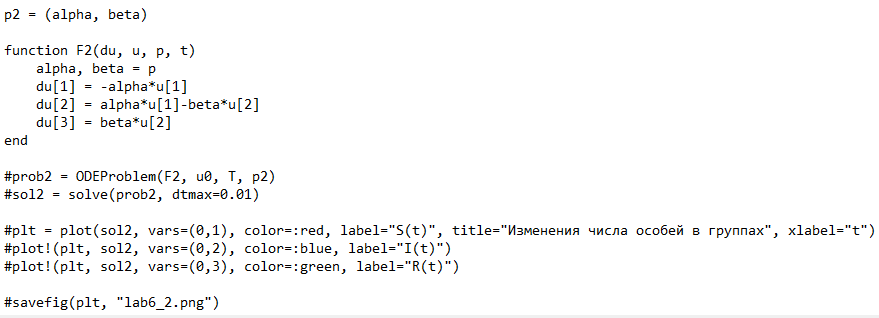 p2 = (alpha, beta)

function F2(du, u, p, t)
    alpha, beta = p
    du[1] = -alpha*u[1]
    du[2] = alpha*u[1]-beta*u[2]
    du[3] = beta*u[2]
end

#prob2 = ODEProblem(F2, u0, T, p2)
#sol2 = solve(prob2, dtmax=0.01)

#plt = plot(sol2, vars=(0,1), color=:red, label="S(t)", title="Изменения числа особей в группах", xlabel="t")
#plot!(plt, sol2, vars=(0,2), color=:blue, label="I(t)")
#plot!(plt, sol2, vars=(0,3), color=:green, label="R(t)")

#savefig(plt, "lab6_2.png")